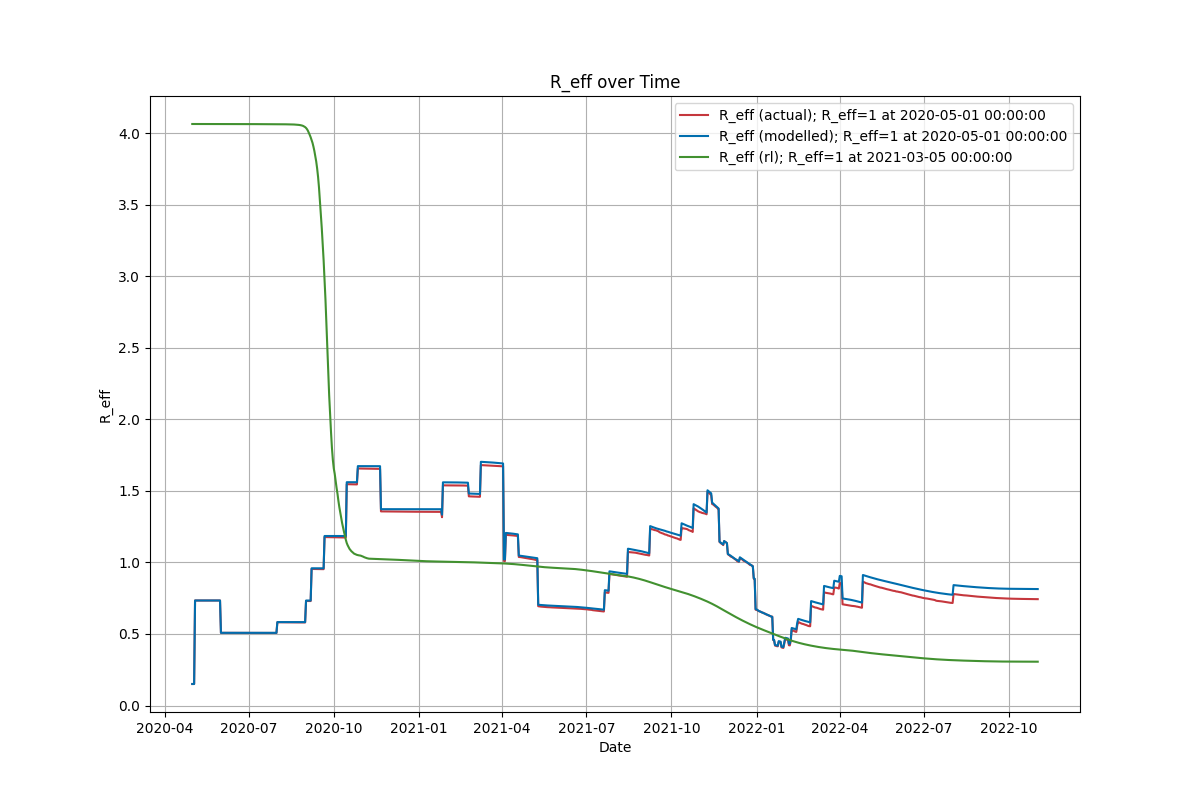 R_eff over Time
R_eff (actual); R_eff=1 at 2020-05-01 00:00:00
R_eff (modelled); R_eff=1 at 2020-05-01 00:00:00
R_eff (rl); R_eff=1 at 2021-03-05 00:00:00
R_eff
4.0
3.5
3.0
2.5
2.0
1.5
1.0
0.5
0.0
2020-04 2020-07 2020-10 2021-01 2021-04 2021-07 2021-10 2022-01 2022-04 2022-07 2022-10
Date